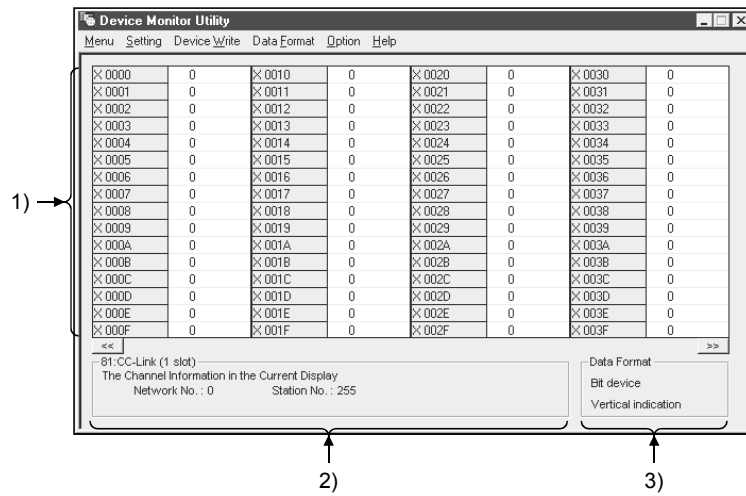 Device Monitor Utility
Menu Setting Device Write Data Format Option Help
X 0000 0 X 0010 0 X 0020 0 X 0030 0
X 0001 0 X 0011 0 X 0021 0 X 0031 0
X 0002 0 X 0012 0 X 0022 0 X 0032 0
X 0003 0 X 0013 0 X 0023 0 X 0033 0
X 0004 0 X 0014 0 X 0024 0 X 0034 0
X 0005 0 X 0015 0 X 0025 0 X 0035 0
X 0006 0 X 0016 0 X 0026 0 X 0036 0
X 0007 0 X 0017 0 X 0027 0 X 0037 0
1) X 0008 0 X 0018 0 X 0028 0 X 0038 0
X 0009 0 X 0019 0 X 0029 0 X 0039 0
X 000A 0 X 001A 0 X 002A 0 X 003A 0
X 000B 0 X 001B 0 X 002B 0 X 003B 0
X 000C 0 X 001C 0 X 002C 0 X 003C 0
X 000D 0 X 001D 0 X 002D 0 X 003D 0
X 000E 0 X 001E 0 X 002E 0 X 003E 0
X 000F 0 X 001F 0 X 002F 0 X 003F 0
<< >>
81:CC-Link (1 slot)
The Channel Information in the Current Display
Network No. : 0 Station No. : 255
Data Format
Bit device
Vertical indication
2) 3)